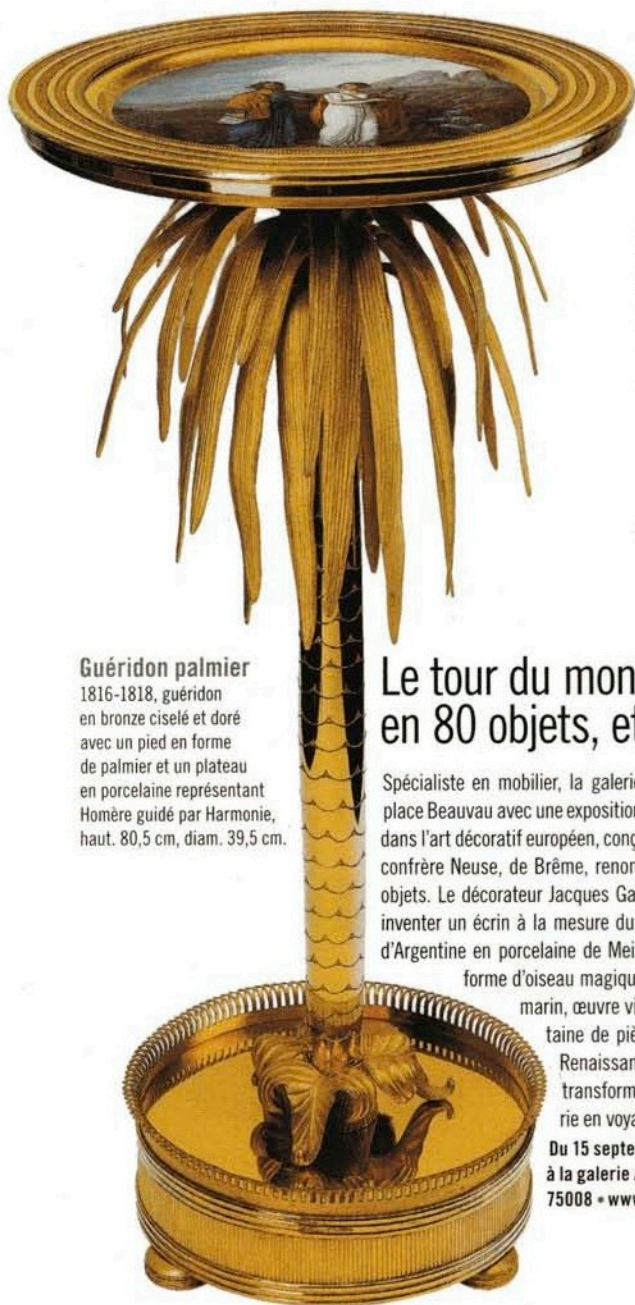 Guéridon palmier
1816-1818, guéridon
en bronze ciselé et doré
avec un pied en forme
de palmier et un plateau
en porcelaine représentant
Homère guidé par Harmonie,
haut. 80,5 cm, diam. 39,5 cm.
Le tour du mon
en 80 objets, et
Spécialiste en mobilier, la galerie
place Beauvau avec une exposition
dans l'art décoratif européen, conç
confrère Neuse, de Brême, renom
objets. Le décorateur Jacques Ga
inventer un écrin à la mesure du
d'Argentine en porcelaine de Mei
forme d'oiseau magiqu
marin, œuvre vi
taine de piè
Renaissan
transform
rie en voya
Du 15 septe
à la galerie
75008 • www